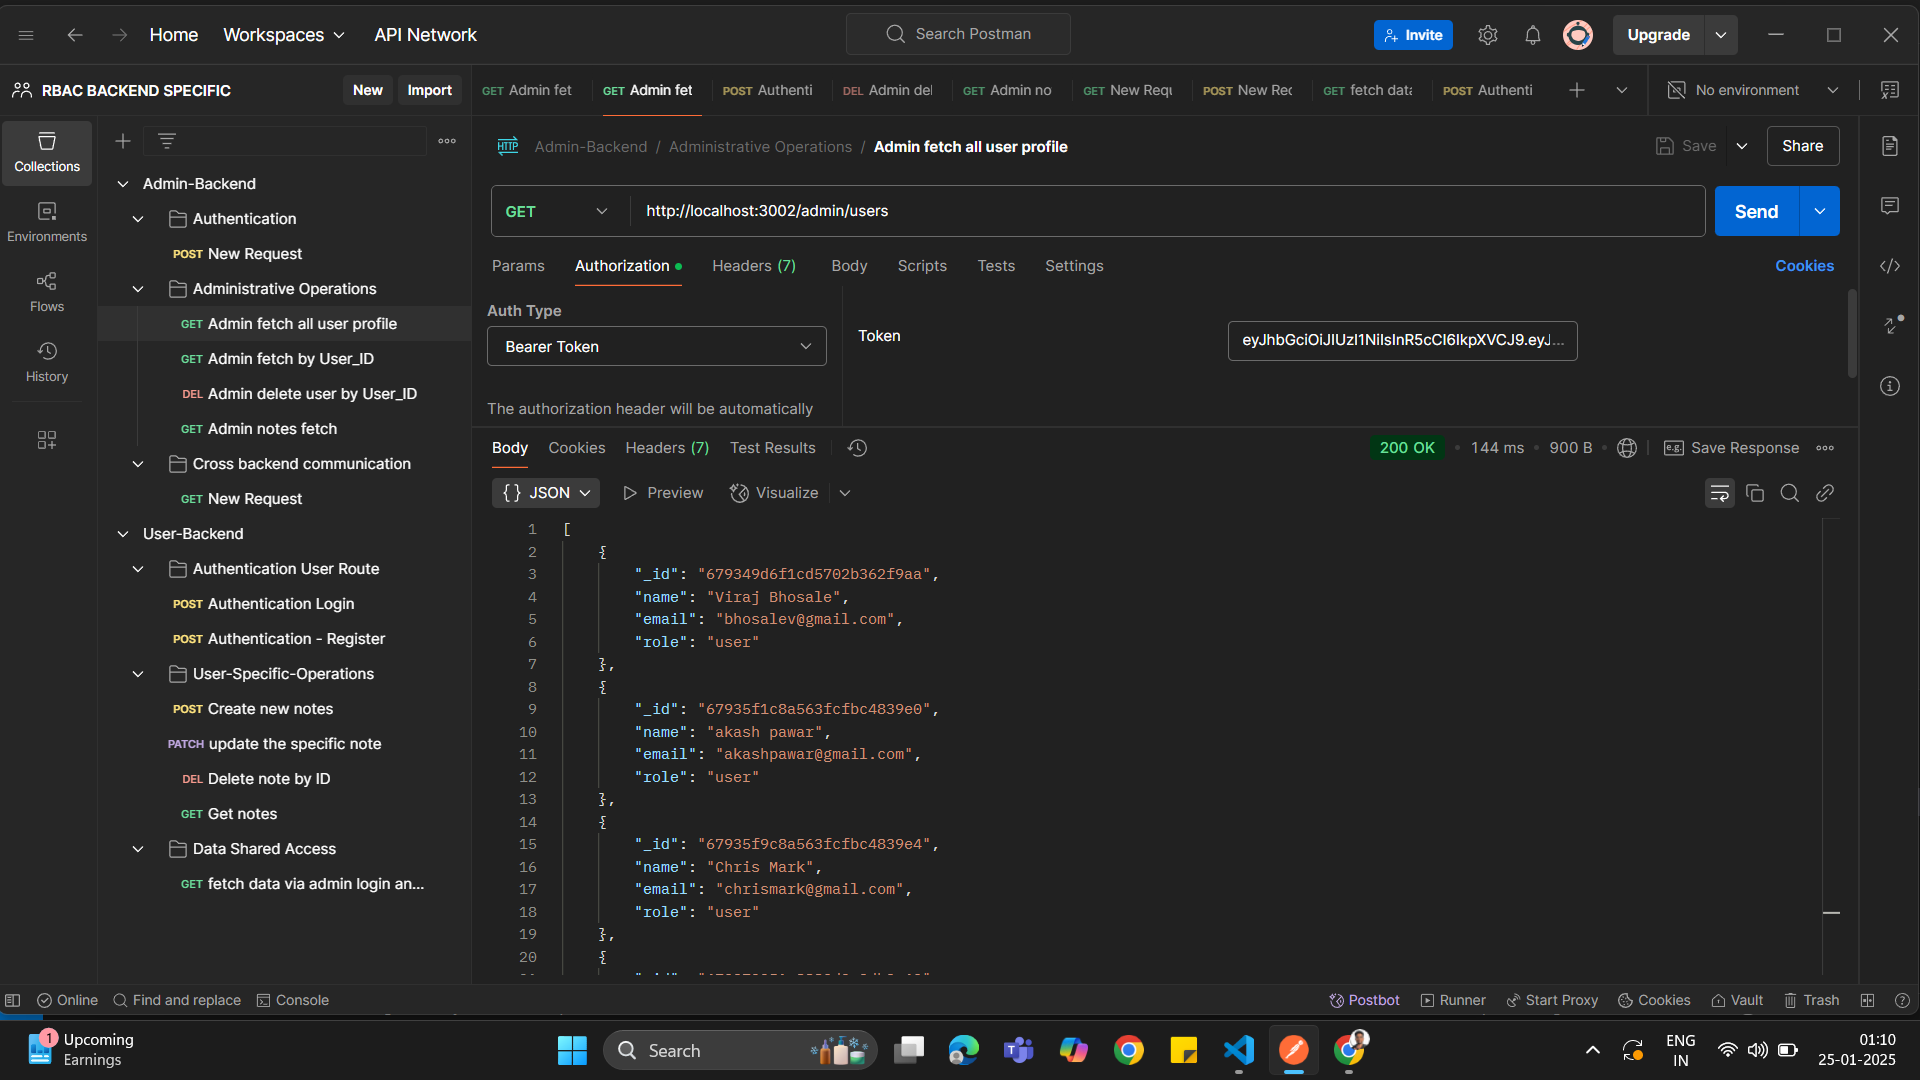 Home Workspaces API Network Search Postman Invite Upgrade
RBAC BACKEND SPECIFIC New Import
GET Admin fet GET Admin fet POST Authenti DEL Admin del GET Admin no GET New Requ POST New Rec GET fetch data POST Authenti No environment
Collections
Environments
Flows
History
Admin-Backend
Authentication
POST New Request
Administrative Operations
GET Admin fetch all user profile
GET Admin fetch by User_ID
DEL Admin delete user by User_ID
GET Admin notes fetch
Cross backend communication
GET New Request
User-Backend
Authentication User Route
POST Authentication Login
POST Authentication - Register
User-Specific-Operations
POST Create new notes
PATCH update the specific note
DEL Delete note by ID
GET Get notes
Data Shared Access
GET fetch data via admin login an...
HTTP Admin-Backend / Administrative Operations / Admin fetch all user profile Save Share
GET http://localhost:3002/admin/users Send
Params Authorization Headers (7) Body Scripts Tests Settings Cookies
Auth Type
Bearer Token
Token eyJhbGciOiJIUzI1NiIsInR5cCI6IkpXVCJ9.eyJ...
The authorization header will be automatically
Body Cookies Headers (7) Test Results 200 OK • 144 ms • 900 B e.g. Save Response
{} JSON Preview Visualize
1 [
2 {
3 "_id": "679349d6f1cd5702b362f9aa",
4 "name": "Viraj Bhosale",
5 "email": "bhosalev@gmail.com",
6 "role": "user"
7 },
8 {
9 "_id": "67935f1c8a563fcfbc4839e0",
10 "name": "akash pawar",
11 "email": "akashpawar@gmail.com",
12 "role": "user"
13 },
14 {
15 "_id": "67935f9c8a563fcfbc4839e4",
16 "name": "Chris Mark",
17 "email": "chrismark@gmail.com",
18 "role": "user"
19 },
20 {
Online Find and replace Console Postbot Runner Start Proxy Cookies Vault Trash
1 Upcoming
Earnings
Search
ENG
IN
01:10
25-01-2025